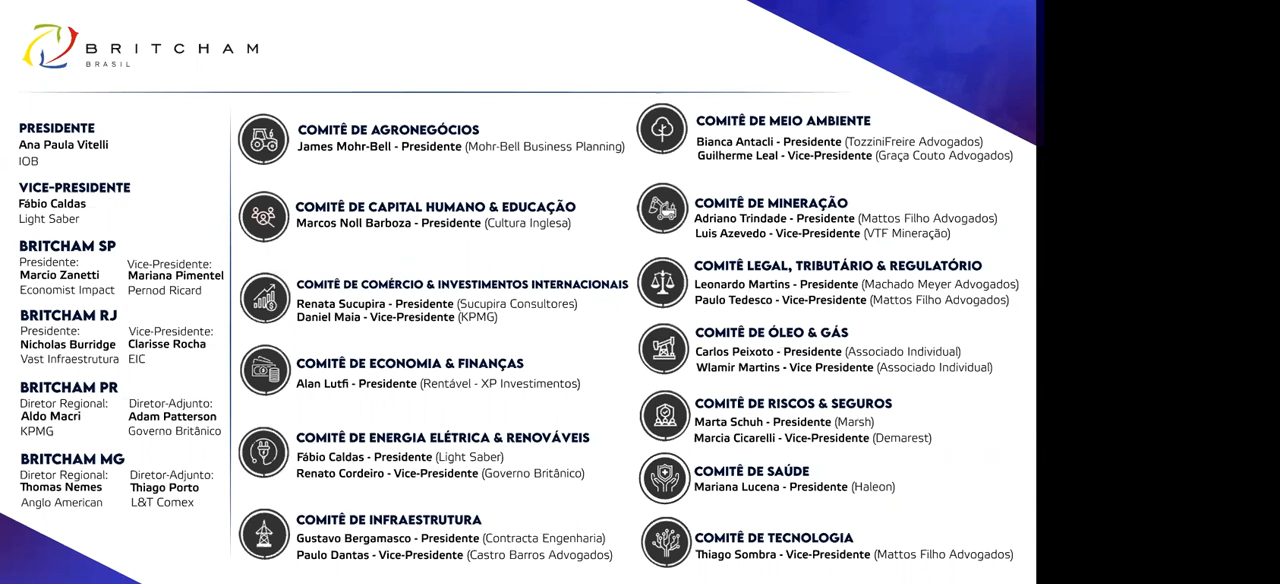 BRITCHAM
BRASIL
PRESIDENTE
Ana Paula Vitelli
IOB
VICE-PRESIDENTE
Fábio Caldas
Light Saber
BRITCHAM SP
Presidente:
Marcio Zanetti
Economist Impact
Vice-Presidente:
Mariana Pimentel
Pernod Ricard
BRITCHAM RJ
Presidente:
Nicholas Burridge
Vast Infraestrutura
Vice-Presidente:
Clarisse Rocha
EIC
BRITCHAM PR
Diretor Regional:
Aldo Macri
KPMG
Diretor-Adjunto:
Adam Patterson
Governo Britânico
BRITCHAM MG
Diretor Regional:
Thomas Nemes
Anglo American
Diretor-Adjunto:
Thiago Porto
L&T Comex
COMITÊ DE AGRONEGÓCIOS
James Mohr-Bell - Presidente (Mohr-Bell Business Planning)
COMITÊ DE CAPITAL HUMANO & EDUCAÇÃO
Marcos Noll Barboza - Presidente (Cultura Inglesa)
COMITÊ DE COMÉRCIO & INVESTIMENTOS INTERNACIONAIS
Renata Sucupira - Presidente (Sucupira Consultores)
Daniel Maia - Vice-Presidente (KPMG)
COMITÊ DE ECONOMIA & FINANÇAS
Alan Lutfi - Presidente (Rentável - XP Investimentos)
COMITÊ DE ENERGIA ELÉTRICA & RENOVÁVEIS
Fábio Caldas - Presidente (Light Saber)
Renato Cordeiro - Vice-Presidente (Governo Britânico)
COMITÊ DE INFRAESTRUTURA
Gustavo Bergamasco - Presidente (Contracta Engenharia)
Paulo Dantas - Vice-Presidente (Castro Barros Advogados)
COMITÊ DE MEIO AMBIENTE
Bianca Antacli - Presidente (TozziniFreire Advogados)
Guilherme Leal - Vice-Presidente (Graça Couto Advogados)
COMITÊ DE MINERAÇÃO
Adriano Trindade - Presidente (Mattos Filho Advogados)
Luis Azevedo - Vice-Presidente (VTF Mineração)
COMITÊ LEGAL, TRIBUTÁRIO & REGULATÓRIO
Leonardo Martins - Presidente (Machado Meyer Advogados)
Paulo Tedesco - Vice-Presidente (Mattos Filho Advogados)
COMITÊ DE ÓLEO & GÁS
Carlos Peixoto - Presidente (Associado Individual)
Wlamir Martins - Vice Presidente (Associado Individual)
COMITÊ DE RISCOS & SEGUROS
Marta Schuh - Presidente (Marsh)
Marcia Cicarelli - Vice-Presidente (Demarest)
COMITÊ DE SAÚDE
Mariana Lucena - Presidente (Haleon)
COMITÊ DE TECNOLOGIA
Thiago Sombra - Vice-Presidente (Mattos Filho Advogados)